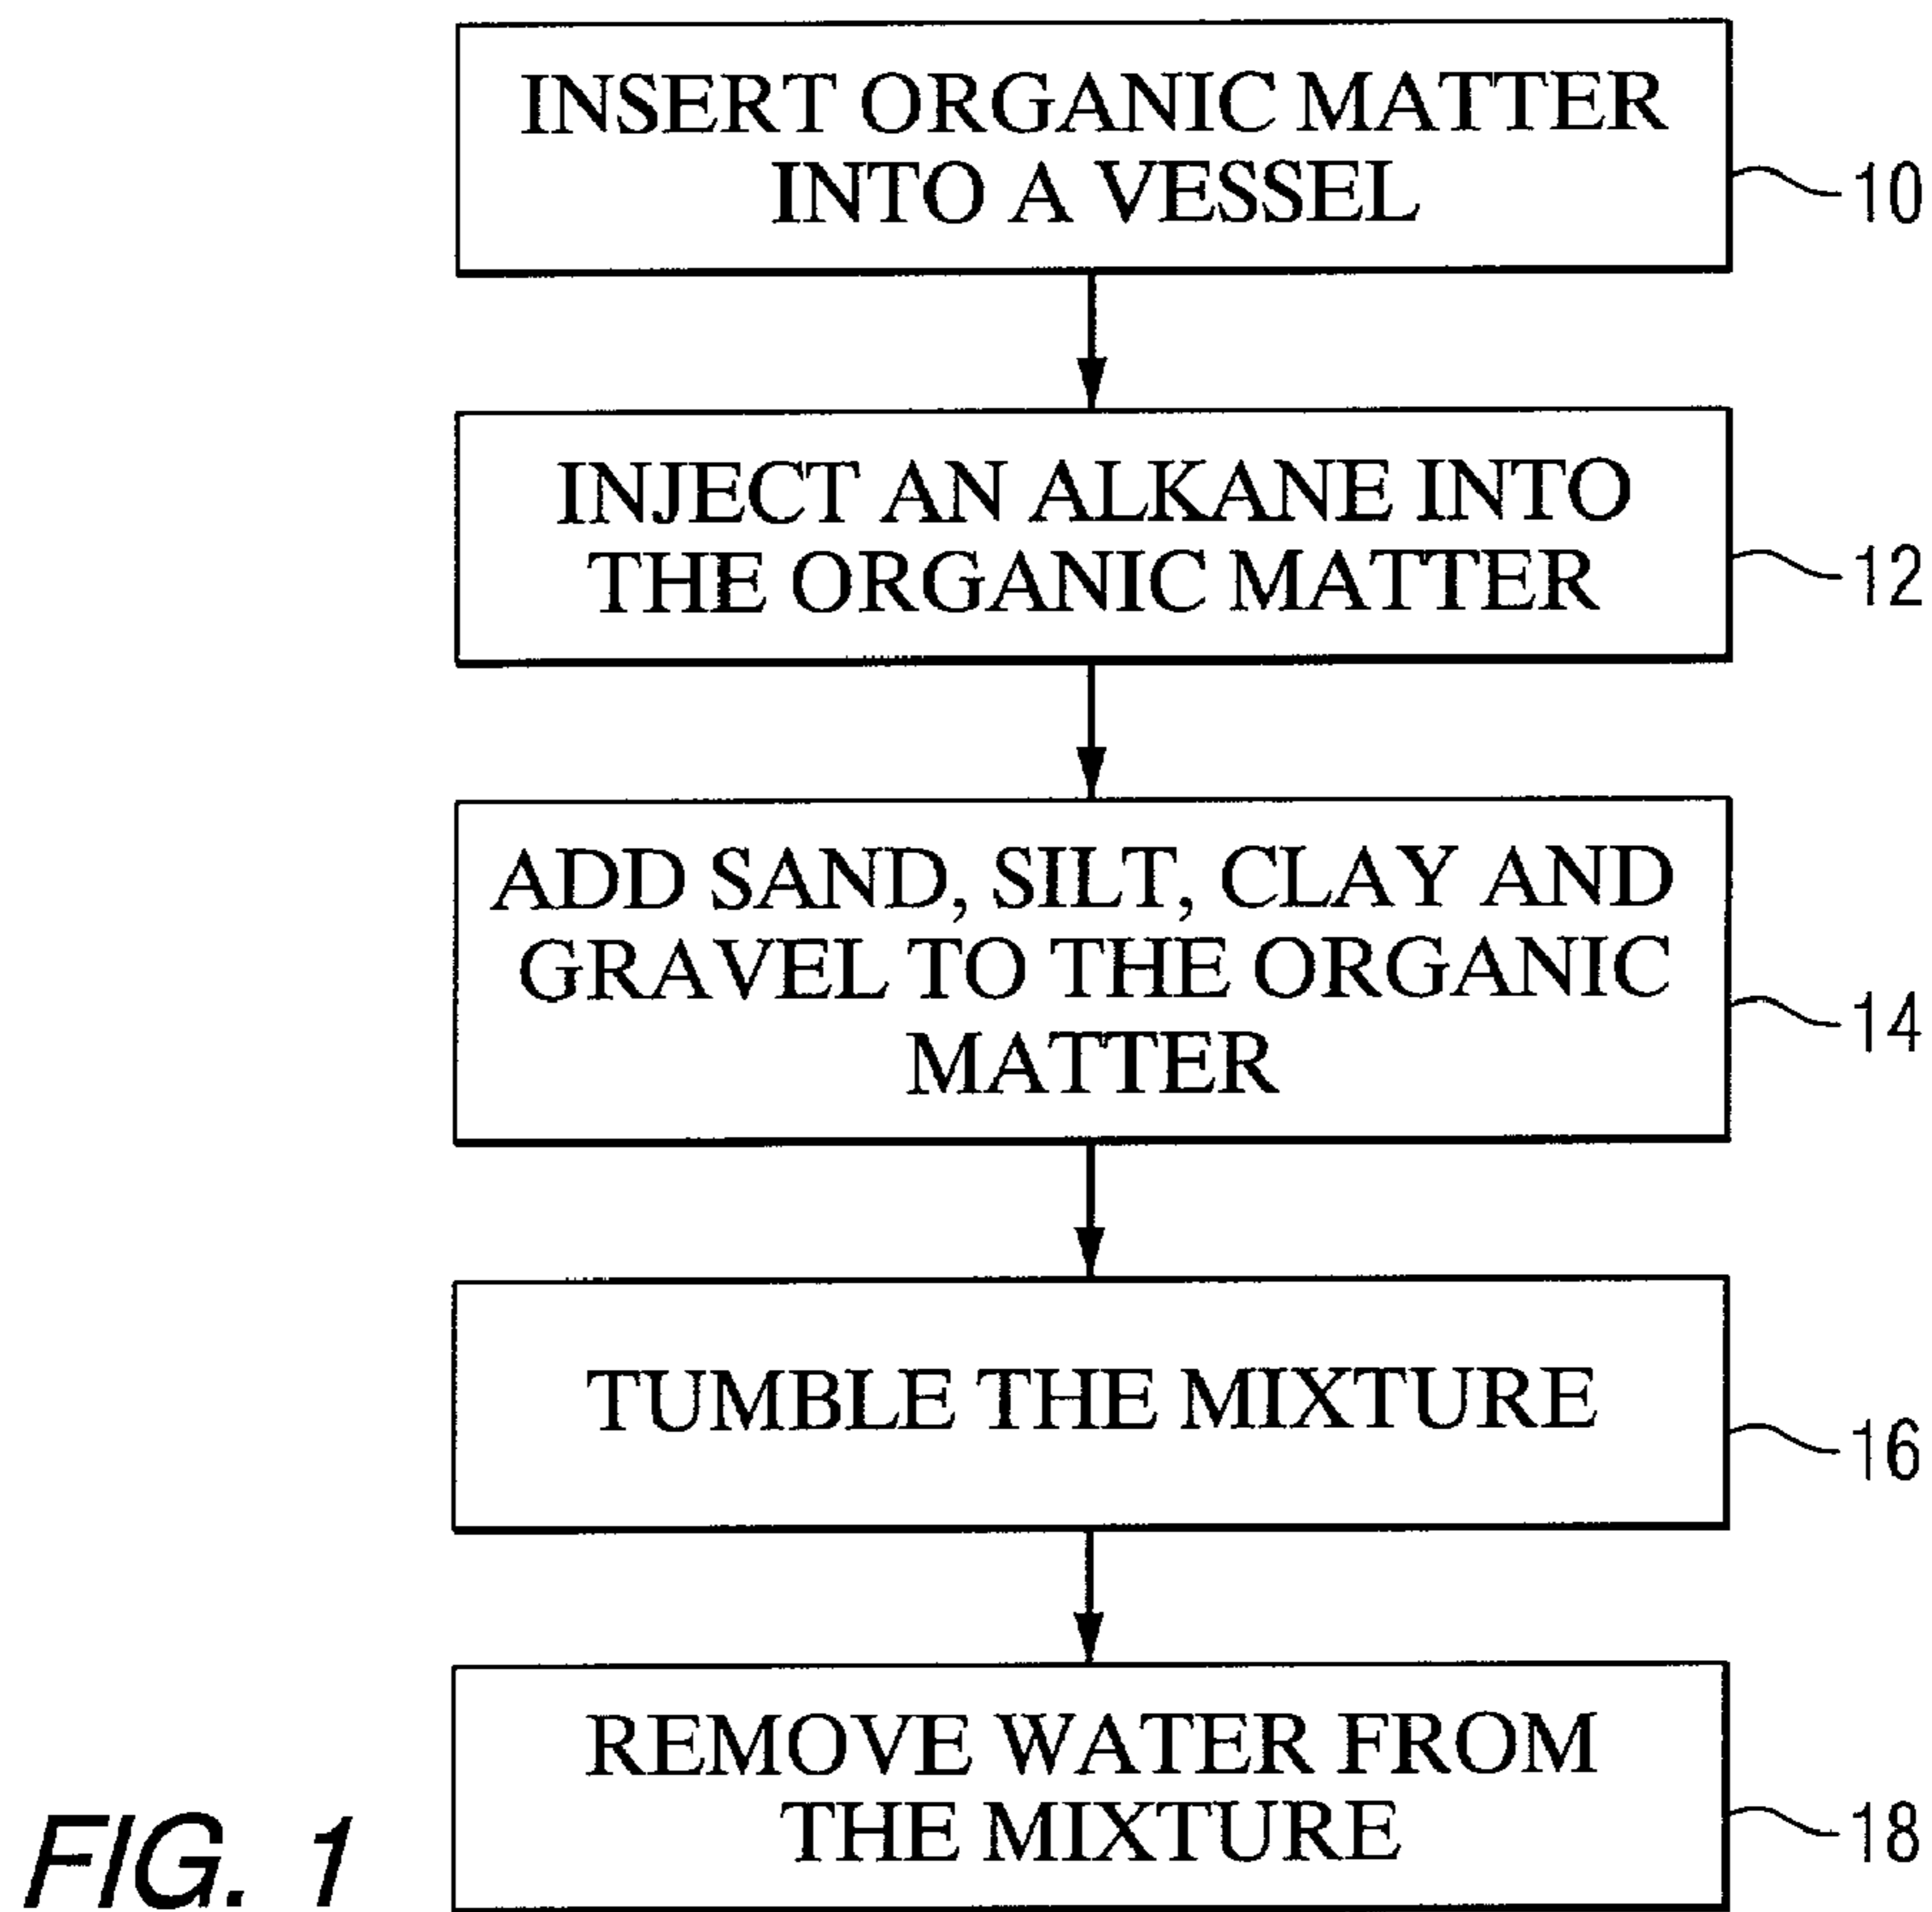 INSERT ORGANIC MATTER
INTO A VESSEL
10
INJECT AN ALKANE INTO
THE ORGANIC MATTER
12
ADD SAND, SILT, CLAY AND
GRAVEL TO THE ORGANIC
MATTER
14
TUMBLE THE MIXTURE
16
REMOVE WATER FROM
THE MIXTURE
18
FIG. 1